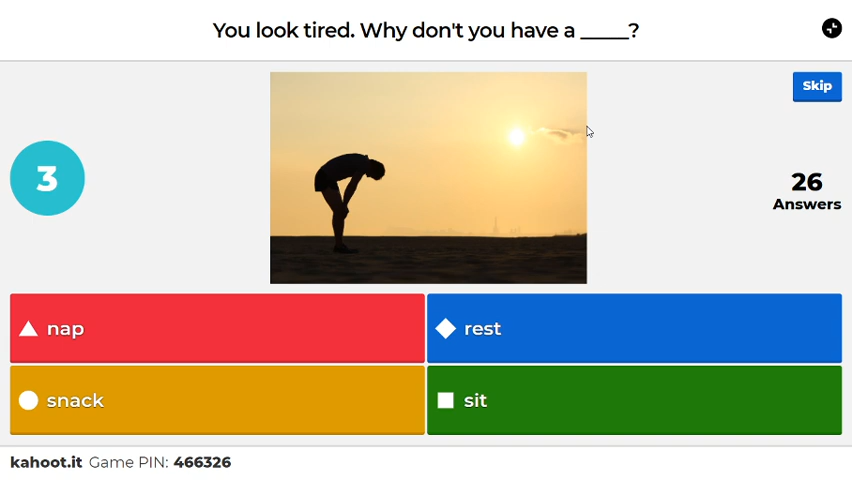 You look tired. Why don't you have a _____?
Skip
3
26
Answers
nap
rest
snack
sit
kahoot.it Game PIN: 466326